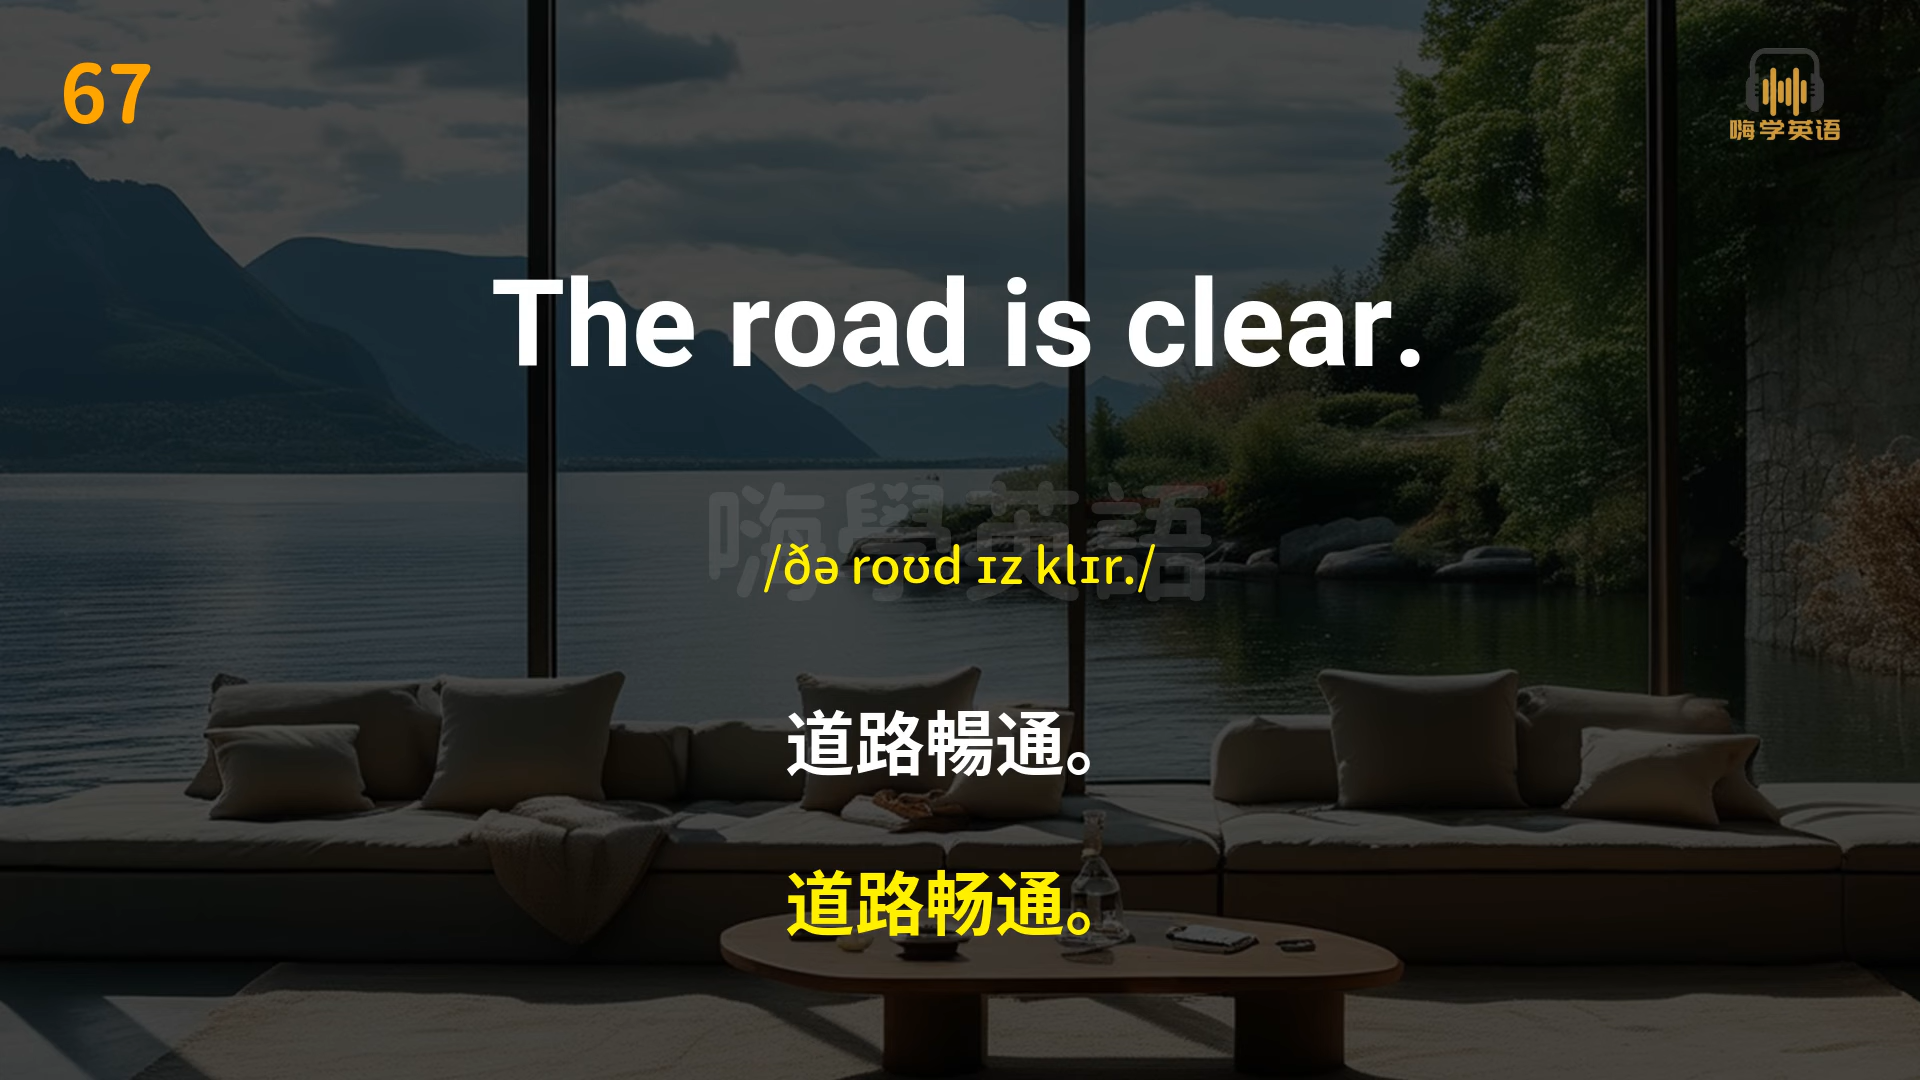 67
嗨学英语
The road is clear.
嗨學英語
/ðə roʊd ɪz klɪr./
道路暢通。
道路畅通。